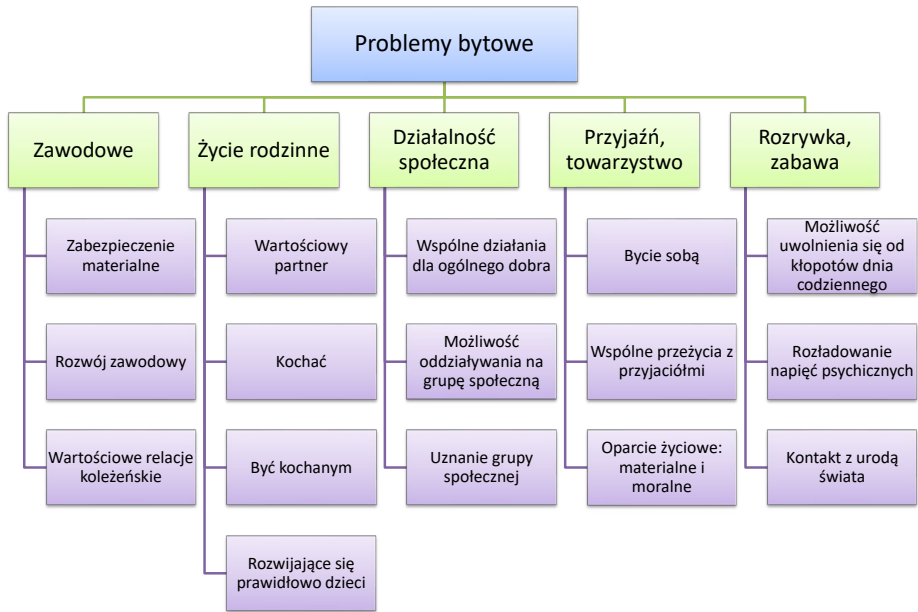 Problemy bytowe
Zawodowe
Zabezpieczenie
materialne
Rozwój zawodowy
Wartościowe relacje
koleżeńskie
Życie rodzinne
Wartościowy
partner
Kochać
Być kochanym
Rozwijające się
prawidłowo dzieci
Działalność
społeczna
Wspólne działania
dla ogólnego dobra
Możliwość
oddziaływania na
grupę społeczną
Uznanie grupy
społecznej
Przyjaźń,
towarzystwo
Bycie sobą
Wspólne przeżycia z
przyjaciółmi
Oparcie życiowe:
materialne i
moralne
Rozrywka,
zabawa
Możliwość
uwolnienia się od
kłopotów dnia
codziennego
Rozładowanie
napięć psychicznych
Kontakt z urodą
świata